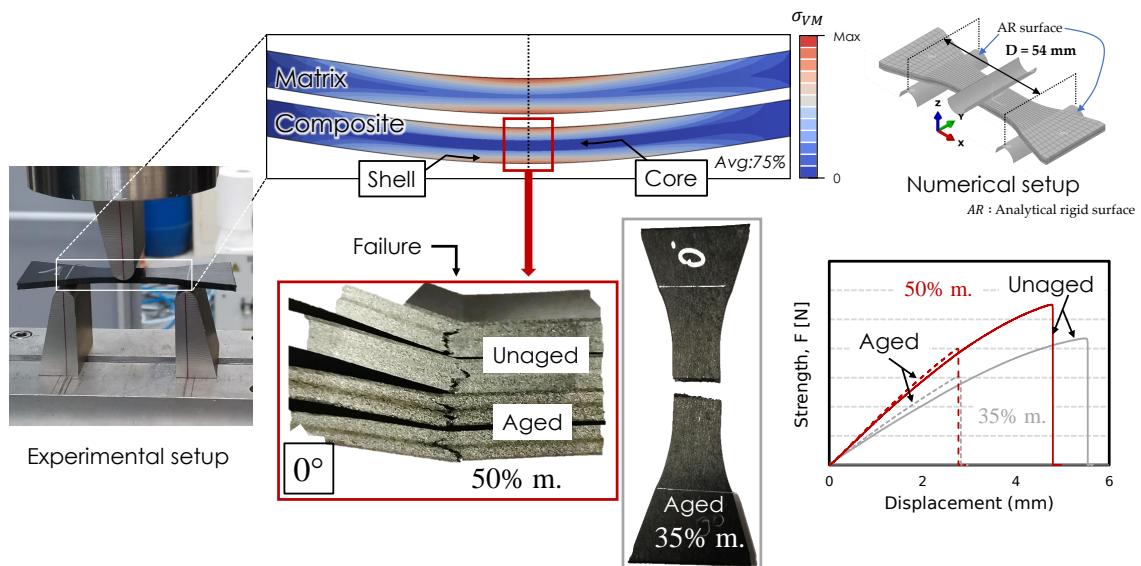 σVM
Max
0
Matrix
Composite
Avg:75%
Shell
Core
AR surface
D = 54 mm
z
Y
x
Numerical setup
AR : Analytical rigid surface
Experimental setup
Failure
Unaged
Aged
0°
50% m.
Aged
35% m.
50% m.
Unaged
Aged
35% m.
Strength, F [N]
0 2 4 6
Displacement (mm)